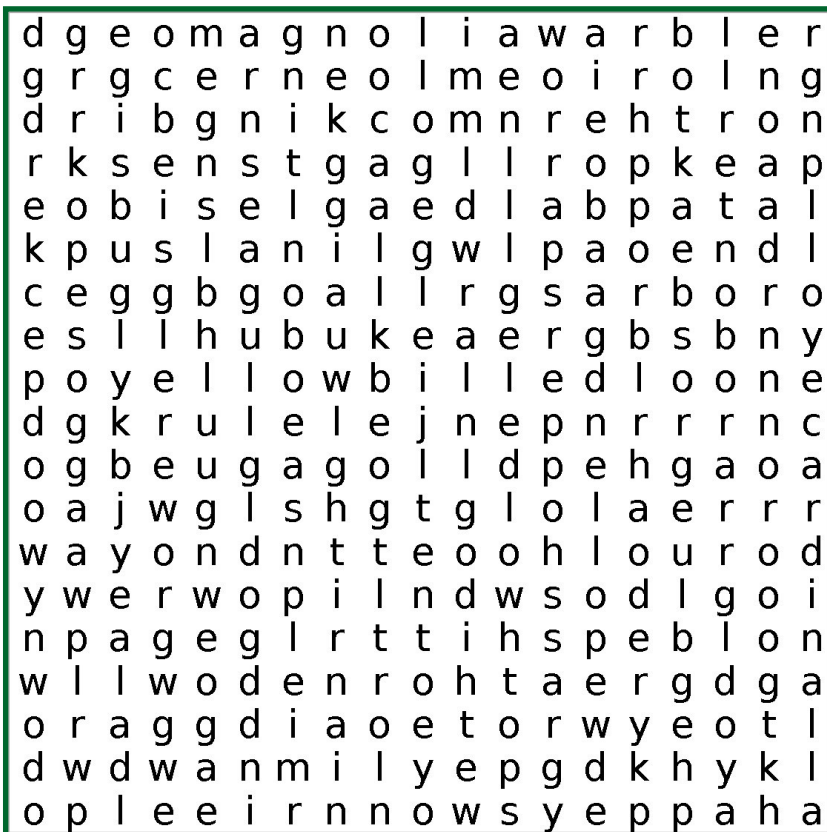 d g e o m a g n o l i a w a r b l e r
g r g c e r n e o l m e o i r o l n g
d r i b g n i k c o m n r e h t r o n
r k s e n s t g a g l l r o p k e a p
e o b i s e l g a e d l a b p a t a l
k p u s l a n i l g w l p a o e n d l
c e g g b g o a l l r g s a r b o r o
e s l l h u b u k e a e r g b s b n y
p o y e l l o w b i l l e d l o o n e
d g k r u l e l e j n e p n r r r n c
o g b e u g a g o l l d p e h g a o a
o a j w g l s h g t g l o l a e r r r
w a y o n d n t t e o o h l o u r o d
y w e r w o p i l n d w s o d l g o i
n p a g e g l r t t i h s p e b l o n
w l l w o d e n r o h t a e r g d g a
o r a g g d i a o e t o r w y e o t l
d w d w a n m i l y e p g d k h y k l
o p l e e i r n n o w s y e p p a h a